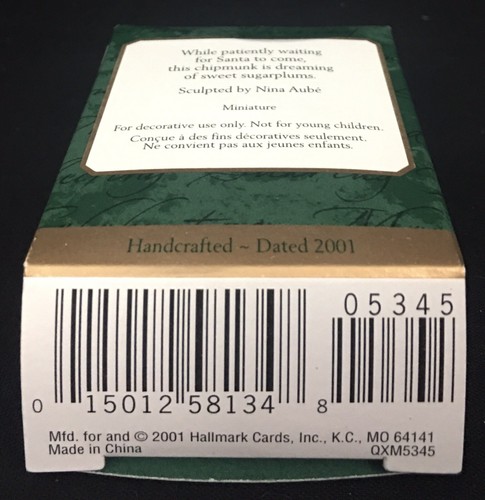 While patiently waiting
for Santa to come,
this chipmunk is dreaming
of sweet sugarplums.
Sculpted by Nina Aubé
Miniature
For decorative use only. Not for young children.
Conçue à des fins décoratives seulement.
Ne convient pas aux jeunes enfants.
Handcrafted ~ Dated 2001
05345
0 15012 58134 8
Mfd. for and © 2001 Hallmark Cards, Inc., K.C., MO 64141
Made in China QXM5345